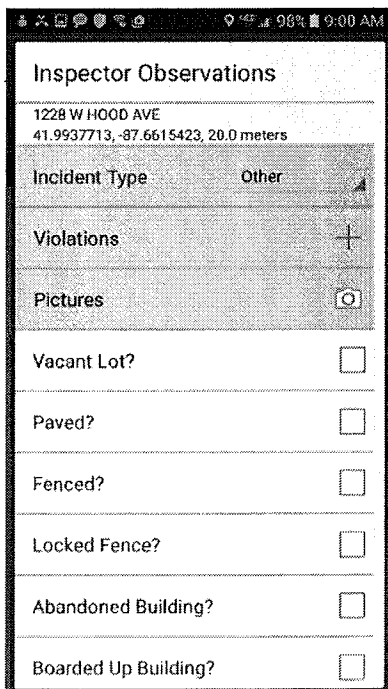 98% 9:00 AM
Inspector Observations
1228 W HOOD AVE
41.9937713, -87.6615423, 20.0 meters
Incident Type Other
Violations
Pictures
Vacant Lot?
Paved?
Fenced?
Locked Fence?
Abandoned Building?
Boarded Up Building?